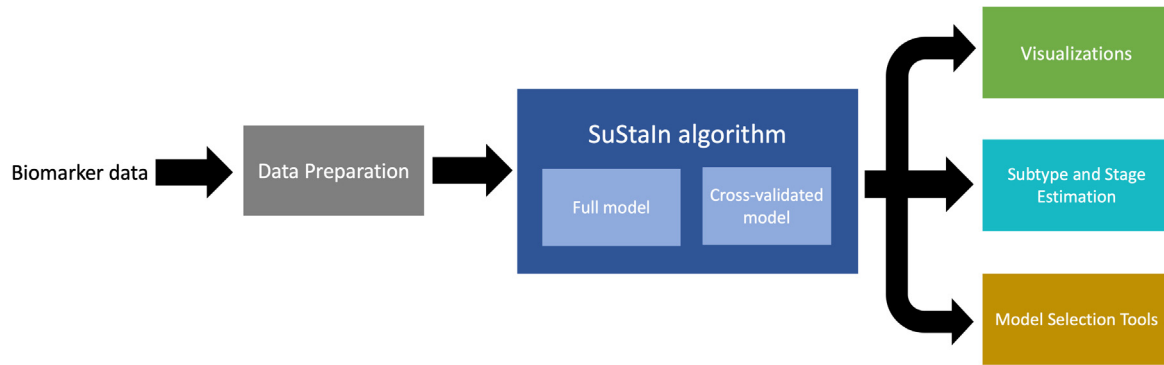 Biomarker data
Data Preparation
SuStaIn algorithm
Full model
Cross-validated
model
Visualizations
Subtype and Stage
Estimation
Model Selection Tools